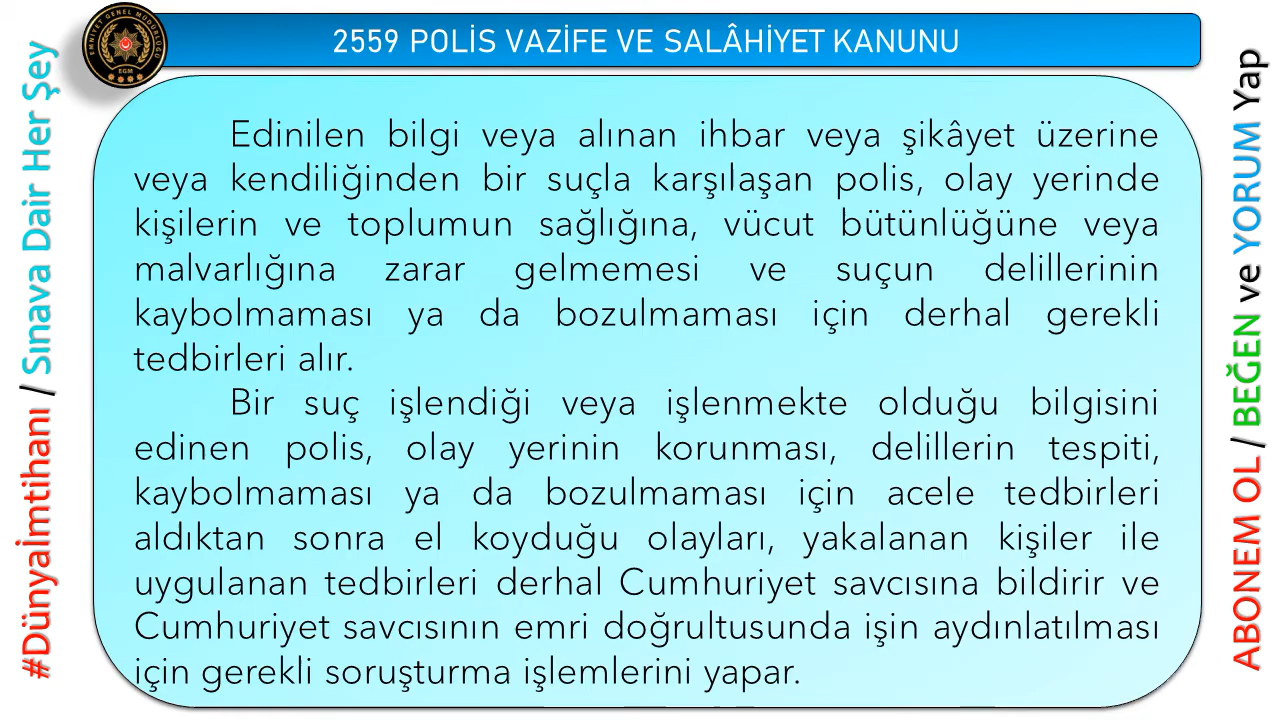 2559 POLİS VAZİFE VE SALÂHİYET KANUNU
EMNİYET GENEL MÜDÜRLÜĞÜ
EGM
Edinilen bilgi veya alınan ihbar veya şikâyet üzerine
veya kendiliğinden bir suçla karşılaşan polis, olay yerinde
kişilerin ve toplumun sağlığına, vücut bütünlüğüne veya
malvarlığına zarar gelmemesi ve suçun delillerinin
kaybolmaması ya da bozulmaması için derhal gerekli
tedbirleri alır.
Bir suç işlendiği veya işlenmekte olduğu bilgisini
edinen polis, olay yerinin korunması, delillerin tespiti,
kaybolmaması ya da bozulmaması için acele tedbirleri
aldıktan sonra el koyduğu olayları, yakalanan kişiler ile
uygulanan tedbirleri derhal Cumhuriyet savcısına bildirir ve
Cumhuriyet savcısının emri doğrultusunda işin aydınlatılması
için gerekli soruşturma işlemlerini yapar.
#Dünyaİmtihanı / Sınava Dair Her Şey
ABONEM OL / BEĞEN ve YORUM Yap